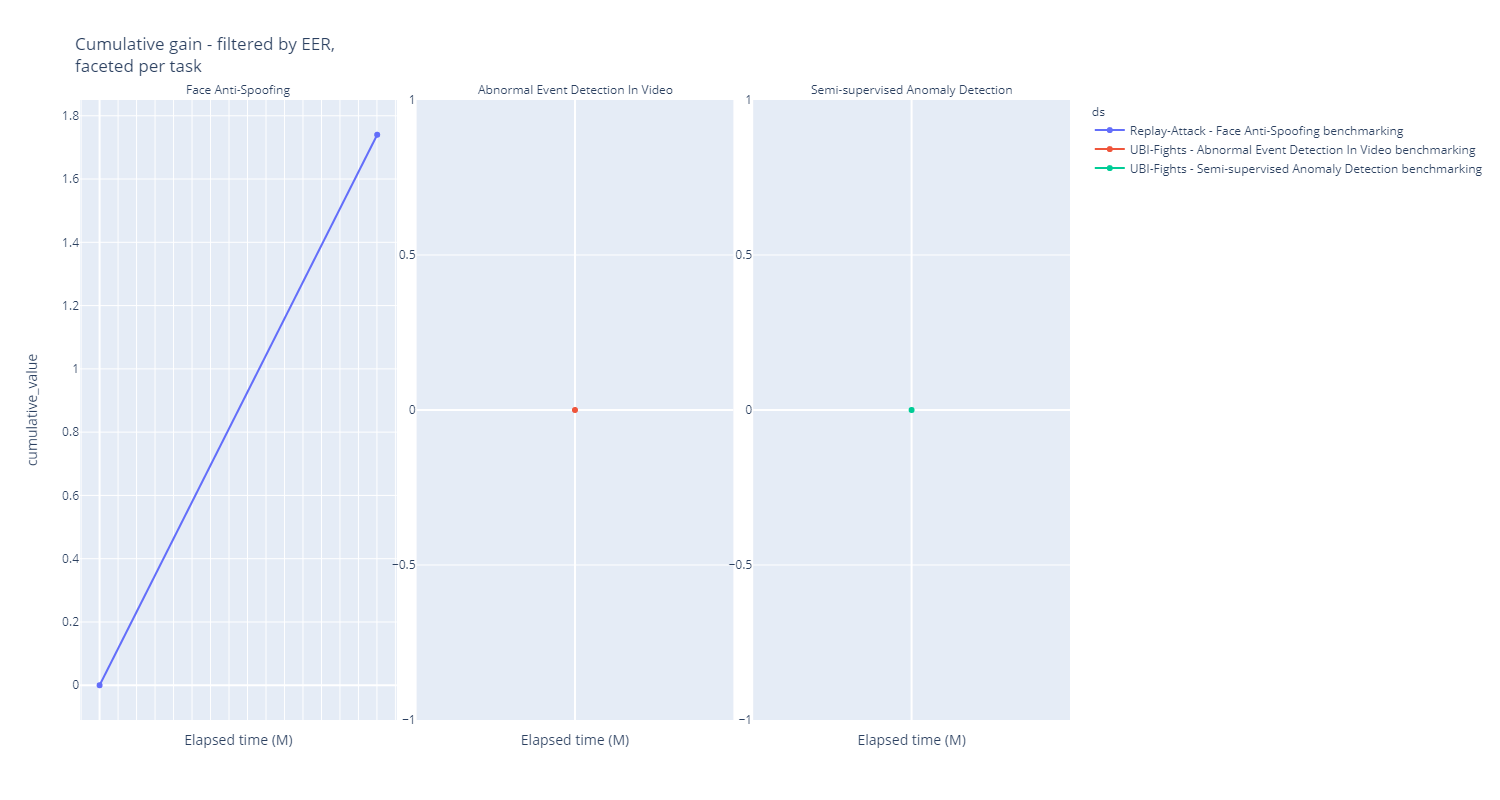 Cumulative gain - filtered by EER,
faceted per task
Face Anti-Spoofing
Abnormal Event Detection In Video
Semi-supervised Anomaly Detection
ds
Replay-Attack - Face Anti-Spoofing benchmarking
UBI-Fights - Abnormal Event Detection In Video benchmarking
UBI-Fights - Semi-supervised Anomaly Detection benchmarking
cumulative_value
1.8
1.6
1.4
1.2
1
0.8
0.6
0.4
0.2
0
1
0.5
0
−0.5
−1
1
0.5
0
−0.5
−1
Elapsed time (M)
Elapsed time (M)
Elapsed time (M)